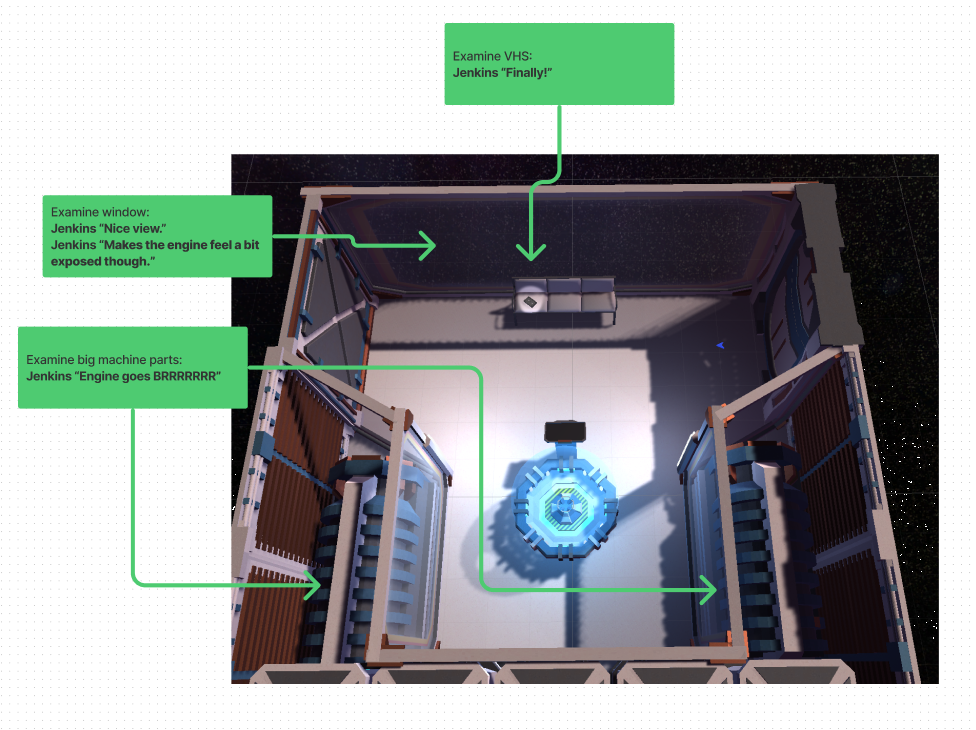 Examine VHS:
Jenkins “Finally!”
Examine window:
Jenkins “Nice view.”
Jenkins “Makes the engine feel a bit
exposed though.”
Examine big machine parts:
Jenkins “Engine goes BRRRRRRR”